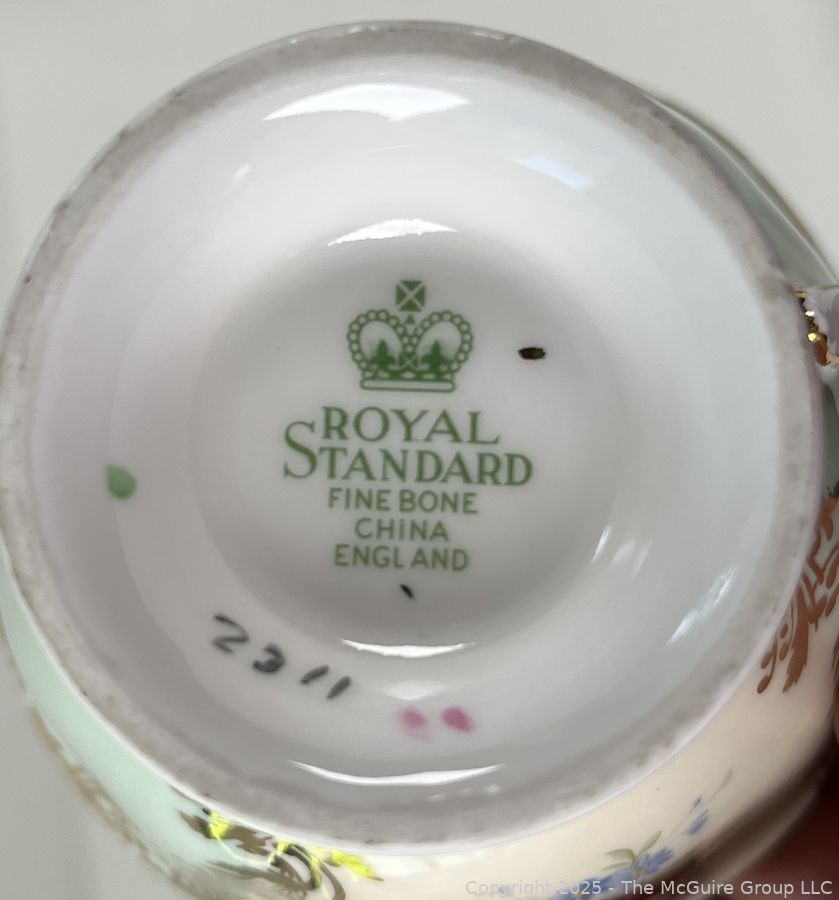 ROYAL
STANDARD
FINE BONE
CHINA
ENGLAND
2311
Copyright 2025 - The McGuire Group LLC